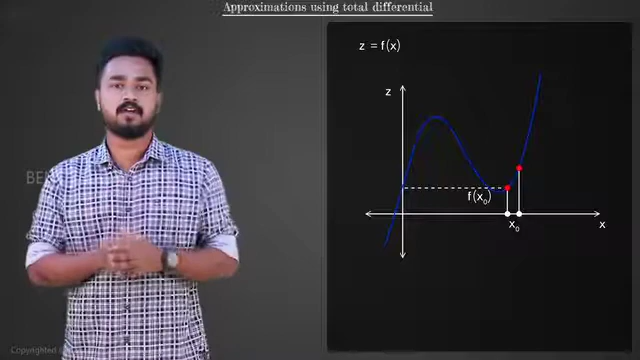 Approximations using total differential
z = f(x)
z
f(x₀)
x₀
x